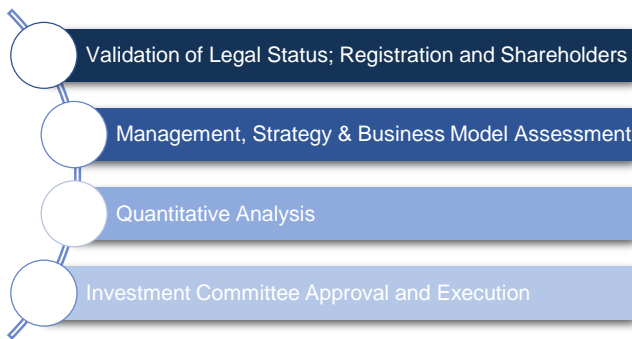 Validation of Legal Status; Registration and Shareholders
Management, Strategy & Business Model Assessment
Quantitative Analysis
Investment Committee Approval and Execution